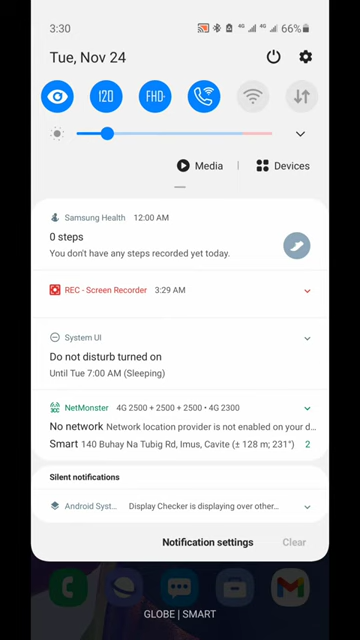 3:30
4G 4G 66%
Tue, Nov 24
120
FHD+
Media | Devices
Samsung Health 12:00 AM
0 steps
You don't have any steps recorded yet today.
REC - Screen Recorder 3:29 AM
System UI
Do not disturb turned on
Until Tue 7:00 AM (Sleeping)
NetMonster 4G 2500 + 2500 + 2500 • 4G 2300
No network Network location provider is not enabled on your d...
Smart 140 Buhay Na Tubig Rd, Imus, Cavite (± 128 m; 231°) 2
Silent notifications
Android Syst... Display Checker is displaying over other...
Notification settings Clear
GLOBE | SMART